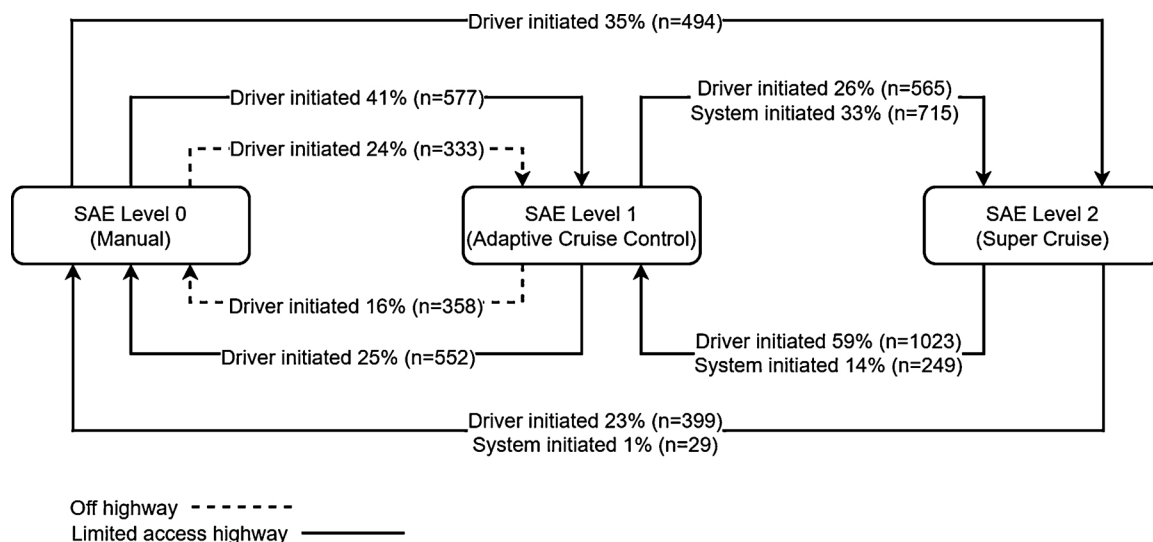 Driver initiated 35% (n=494)
Driver initiated 41% (n=577)
Driver initiated 26% (n=565)
System initiated 33% (n=715)
Driver initiated 24% (n=333)
SAE Level 0
(Manual)
SAE Level 1
(Adaptive Cruise Control)
SAE Level 2
(Super Cruise)
Driver initiated 16% (n=358)
Driver initiated 25% (n=552)
Driver initiated 59% (n=1023)
System initiated 14% (n=249)
Driver initiated 23% (n=399)
System initiated 1% (n=29)
Off highway
Limited access highway